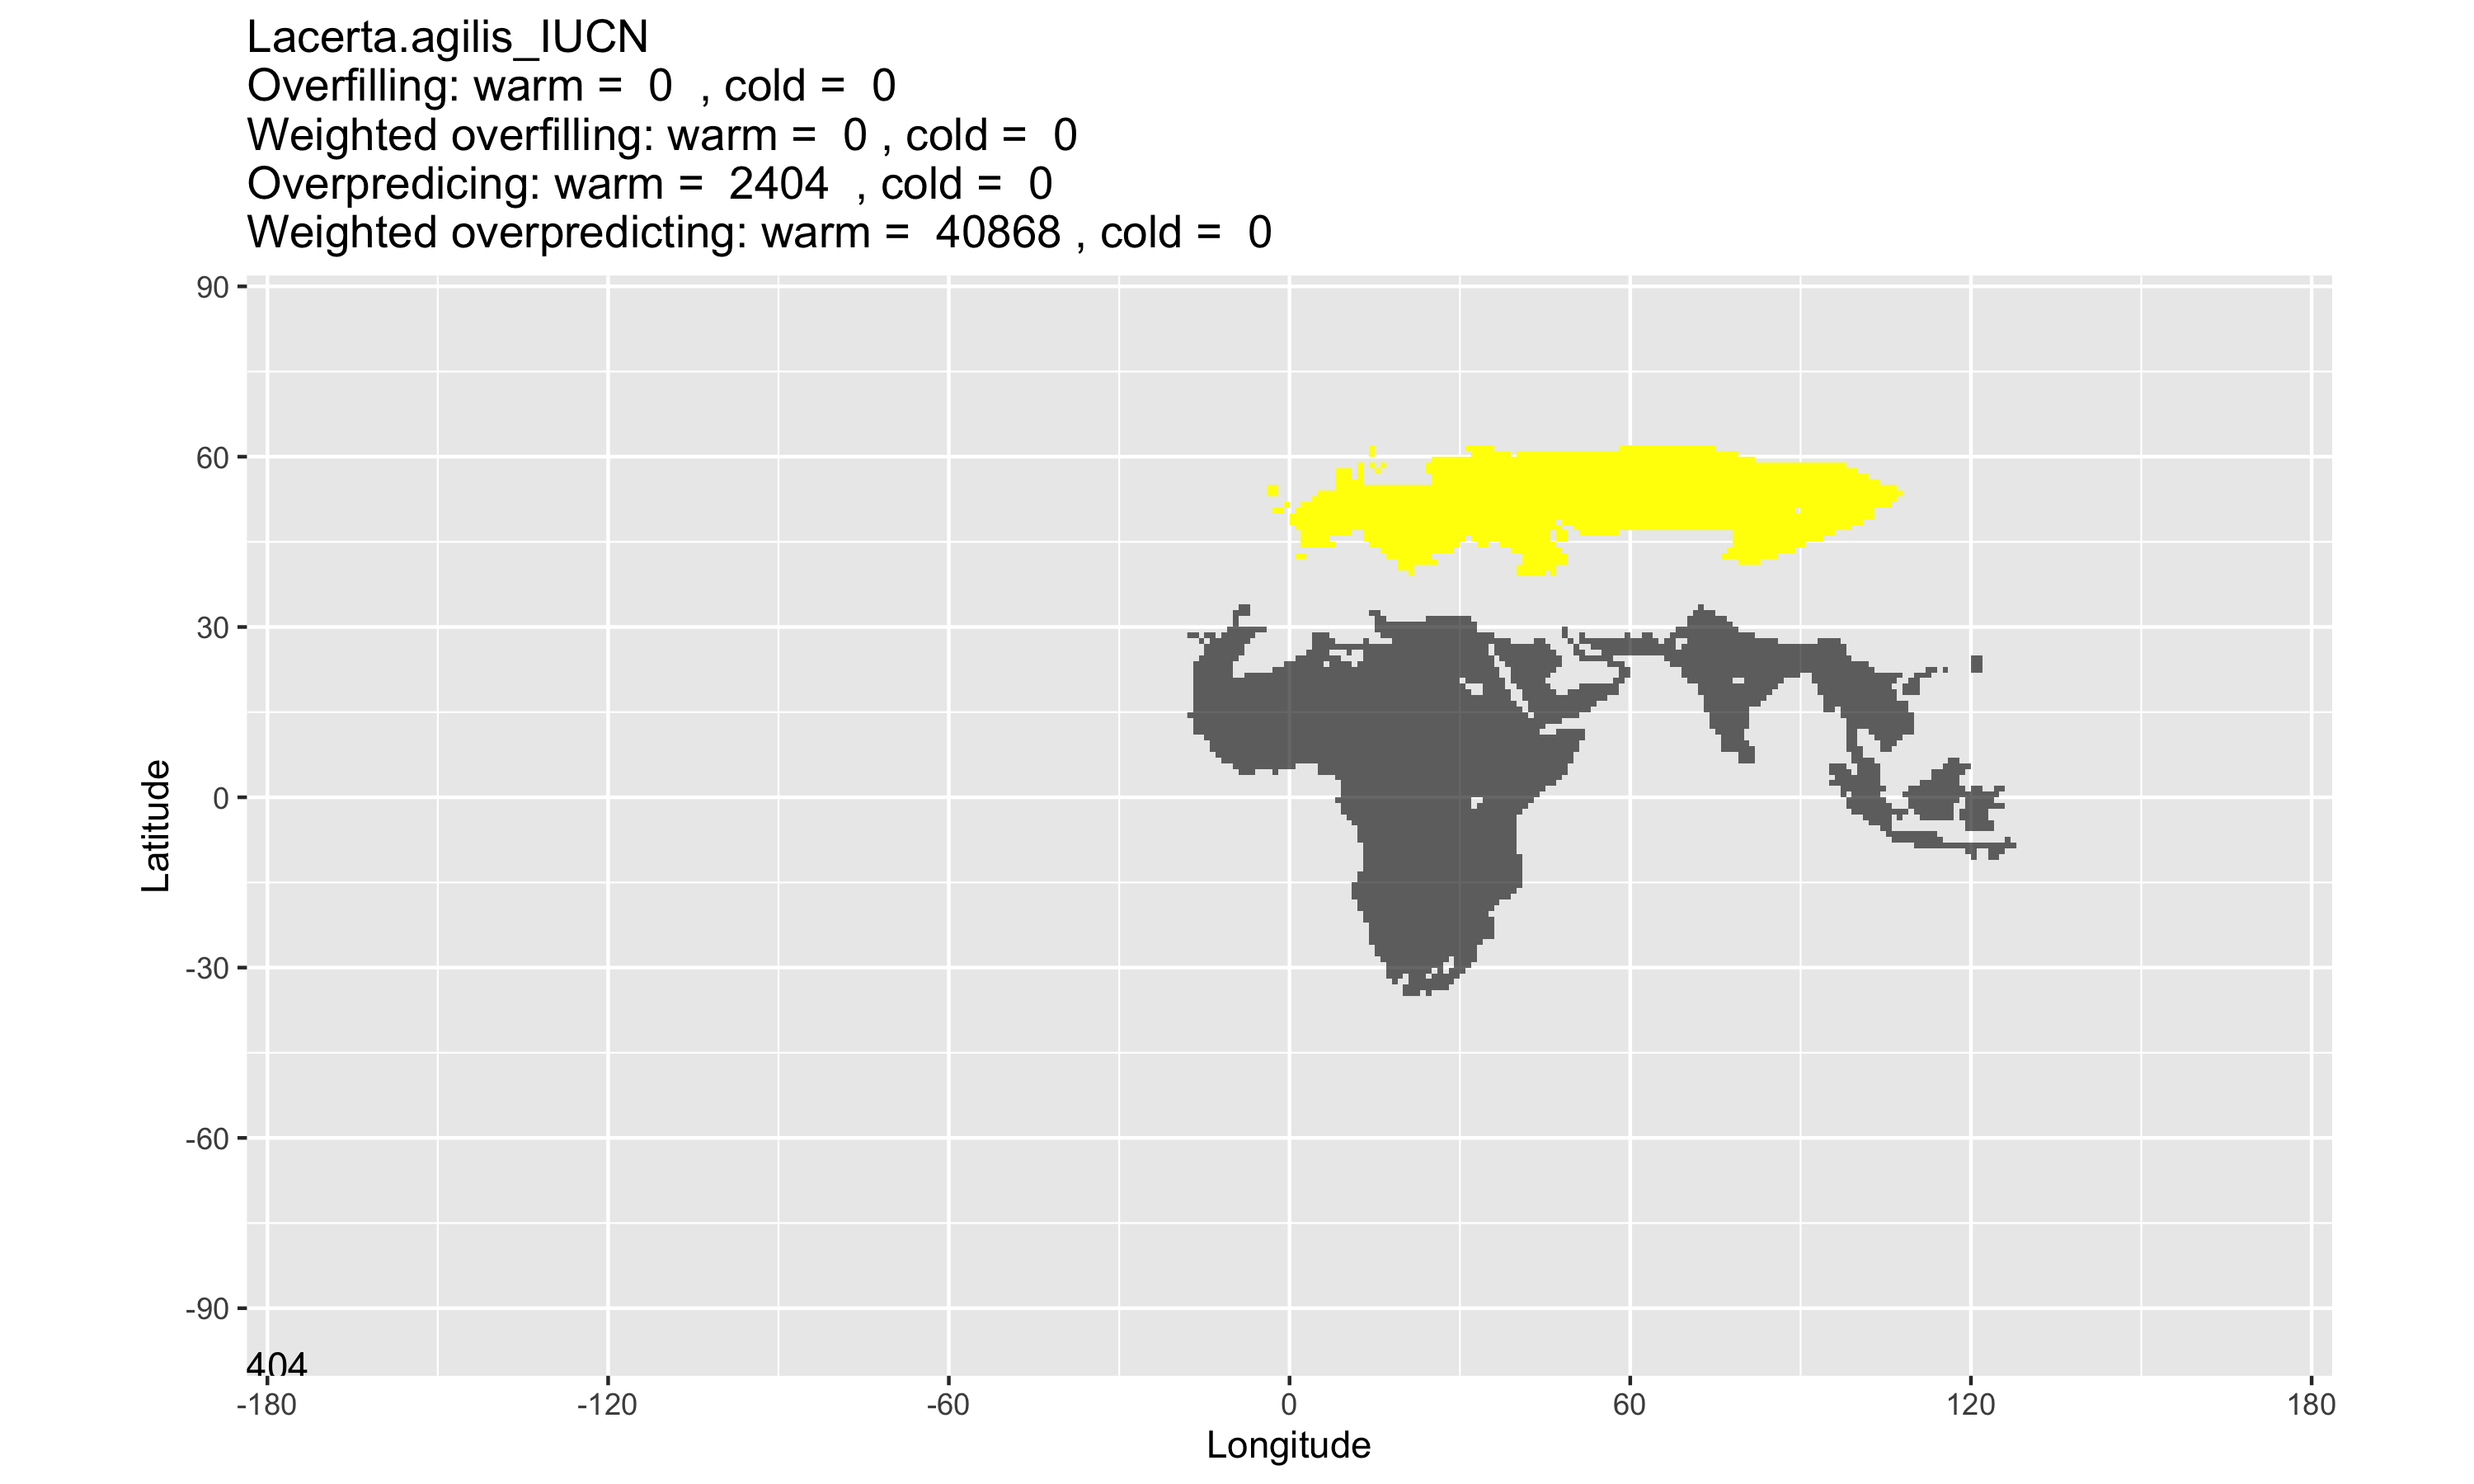 Lacerta.agilis_IUCN
Overfilling: warm =  0  , cold =  0
Weighted overfilling: warm =  0 , cold =  0
Overpredicing: warm =  2404  , cold =  0
Weighted overpredicting: warm =  40868 , cold =  0
90
60
30
0
-30
-60
-90
Latitude
404
-180
-120
-60
0
60
120
180
Longitude